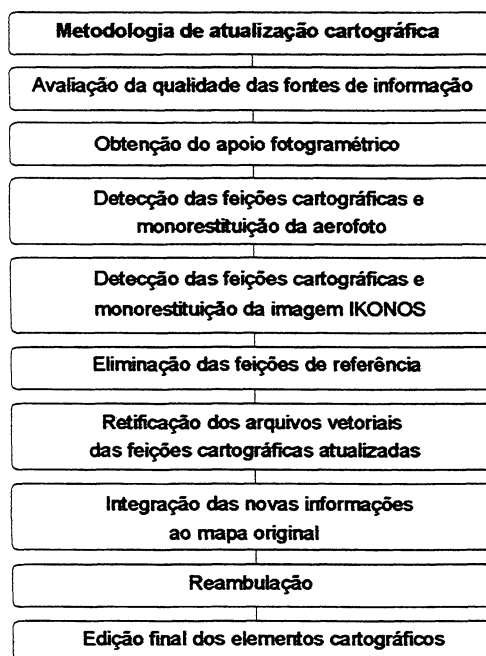 Metodologia de atualização cartográfica
Avaliação da qualidade das fontes de informação
Obtenção do apoio fotogramétrico
Detecção das feições cartográficas e
monorestituição da aerofoto
Detecção das feições cartográficas e
monorestituição da imagem IKONOS
Eliminação das feições de referência
Retificação dos arquivos vetoriais
das feições cartográficas atualizadas
Integração das novas informações
ao mapa original
Reambulação
Edição final dos elementos cartográficos